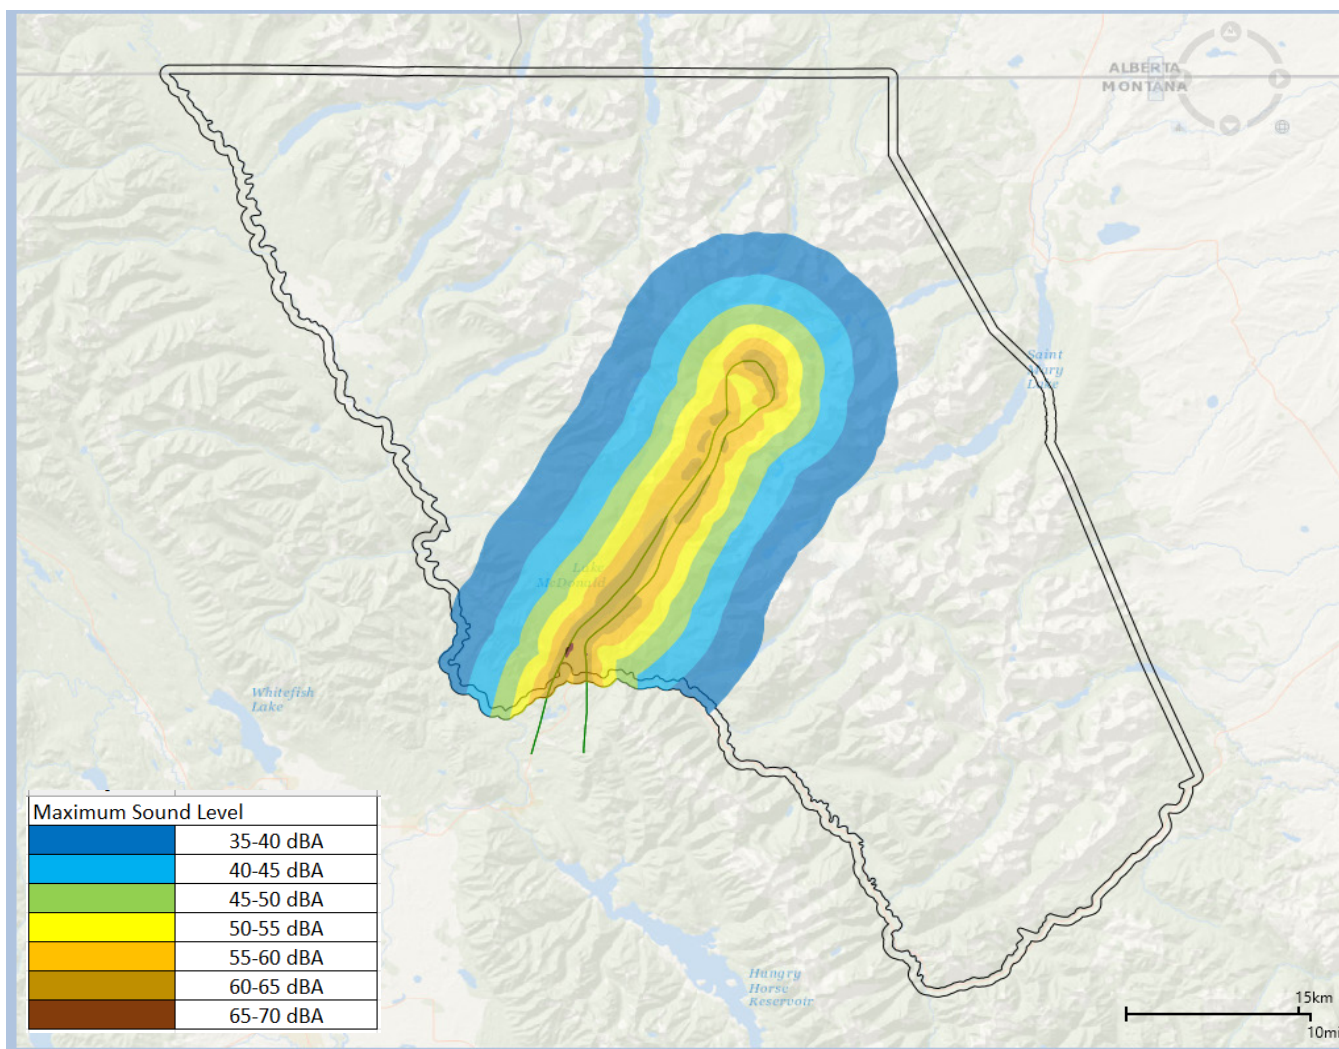 ALBERTA
MONTANA
Saint
Mary
Lake
Lake
McDonald
Whitefish
Lake
Hungry
Horse
Reservoir
Maximum Sound Level
35-40 dBA
40-45 dBA
45-50 dBA
50-55 dBA
55-60 dBA
60-65 dBA
65-70 dBA
15km
10mi